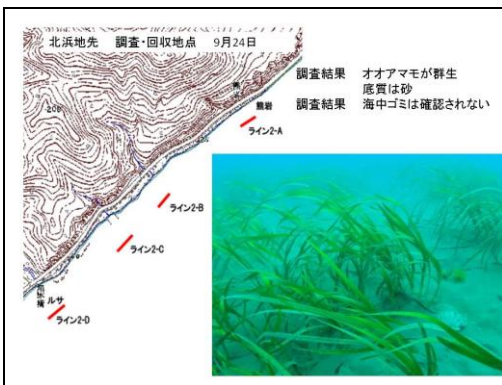 北浜地先 調査・回収地点 9月24日
調査結果 オオアマモが群生
底質は砂
調査結果 海中ゴミは確認されない
熊岩
ライン2-A
ライン2-B
ライン2-C
ルサ
ライン2-D